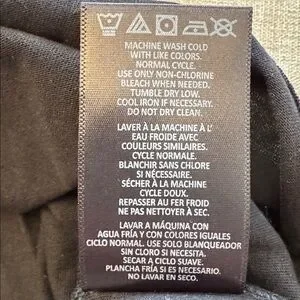 MACHINE WASH COLD
WITH LIKE COLORS.
NORMAL CYCLE.
USE ONLY NON-CHLORINE
BLEACH WHEN NEEDED.
TUMBLE DRY LOW.
COOL IRON IF NECESSARY.
DO NOT DRY CLEAN.
LAVER À LA MACHINE À L'
EAU FROIDE AVEC
COULEURS SIMILAIRES.
CYCLE NORMALE.
BLANCHIR SANS CHLORE
SI NÉCESSAIRE.
SÉCHER À LA MACHINE
CYCLE DOUX.
REPASSER AU FER FROID
NE PAS NETTOYER À SEC.
LAVAR A MÁQUINA CON
AGUA FRÍA Y CON COLORES IGUALES
CICLO NORMAL. USE SOLO BLANQUEADOR
SIN CLORO SI NECESITA.
SECAR A CICLO SUAVE.
PLANCHA FRÍA SI ES NECESARIO.
NO LAVAR EN SECO.